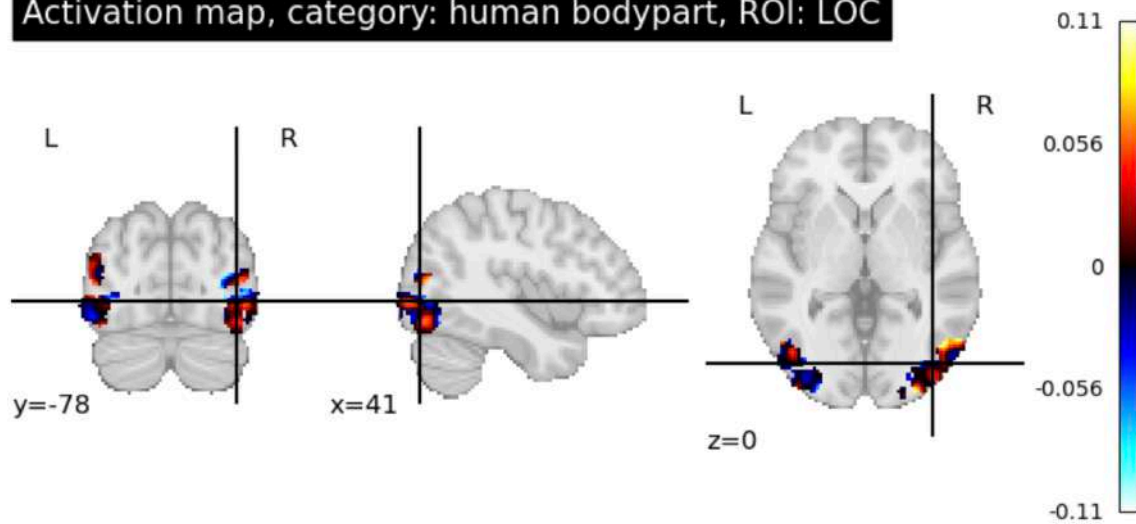 Activation map, category: human bodypart, ROI: LOC
L R
L R
y=-78
x=41
z=0
0.11
0.056
0
-0.056
-0.11